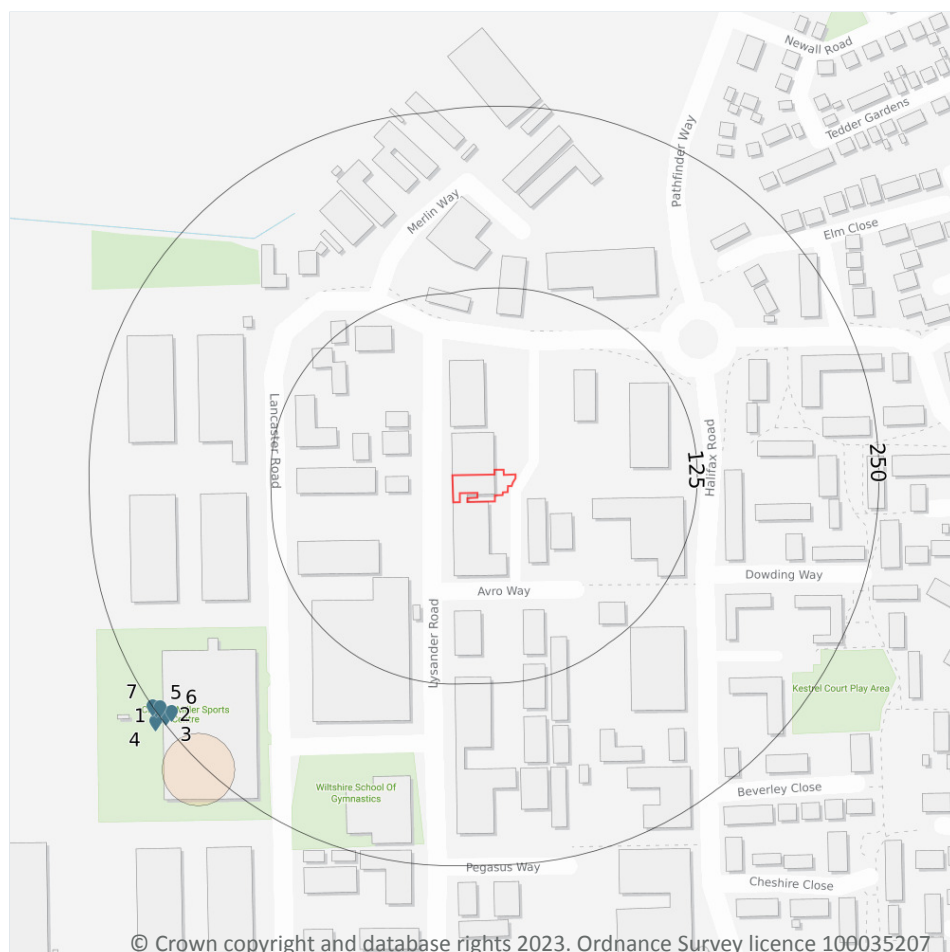 Newall Road
Tedder Gardens
Pathfinder Way
Merlin Way
Elm Close
Lancaster Road
Halifax Road
125
250
Dowding Way
Avro Way
Lysander Road
Kestrel Court Play Area
7
5
6
1
2
Sports
4
3
Wiltshire School Of
Gymnastics
Beverley Close
Pegasus Way
Cheshire Close
© Crown copyright and database rights 2023. Ordnance Survey licence 100035207